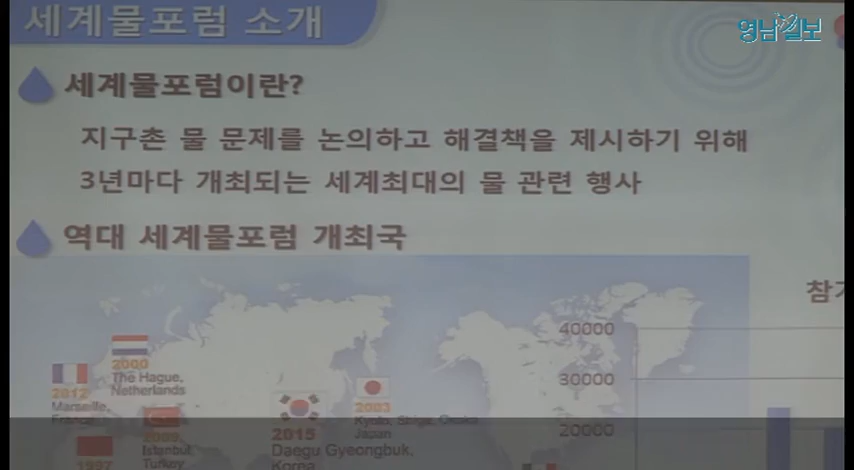 세계물포럼 소개
영남일보
세계물포럼이란?
지구촌 물 문제를 논의하고 해결책을 제시하기 위해
3년마다 개최되는 세계최대의 물 관련 행사
역대 세계물포럼 개최국
40000
30000
20000
2000
The Hague,
Netherlands
2012
Marseille,
France
2003
Kyoto, Shiga, Osaka
Japan
2009
Istanbul
Turkey
2015
Daegu Gyeongbuk,
Korea
1997